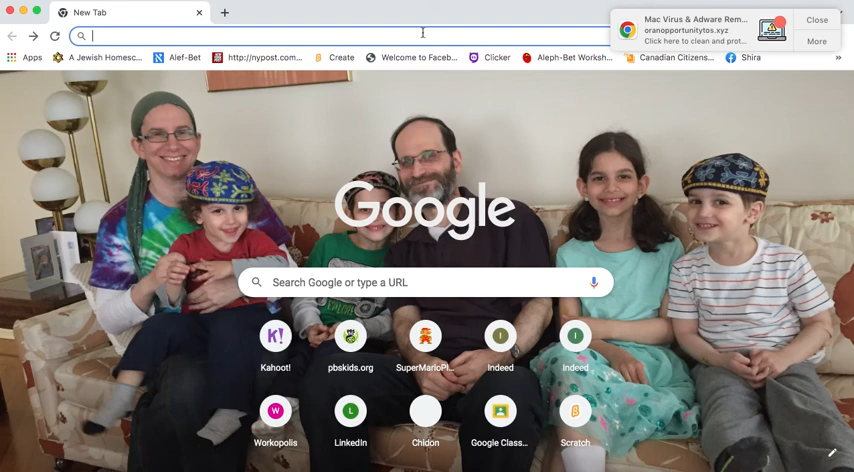 New Tab
Mac Virus & Adware Rem...
oranopportunitytos.xyz
Click here to clean and prot...
Close
More
Apps
A Jewish Homesc...
Alef-Bet
http://nypost.com...
Create
Welcome to Faceb...
Clicker
Aleph-Bet Worksh...
Canadian Citizens...
Shira
Google
Search Google or type a URL
K!
Kahoot!
pbskids.org
SuperMarioPl...
I
Indeed
I
Indeed
W
Workopolis
L
LinkedIn
Chidon
Google Class...
Scratch